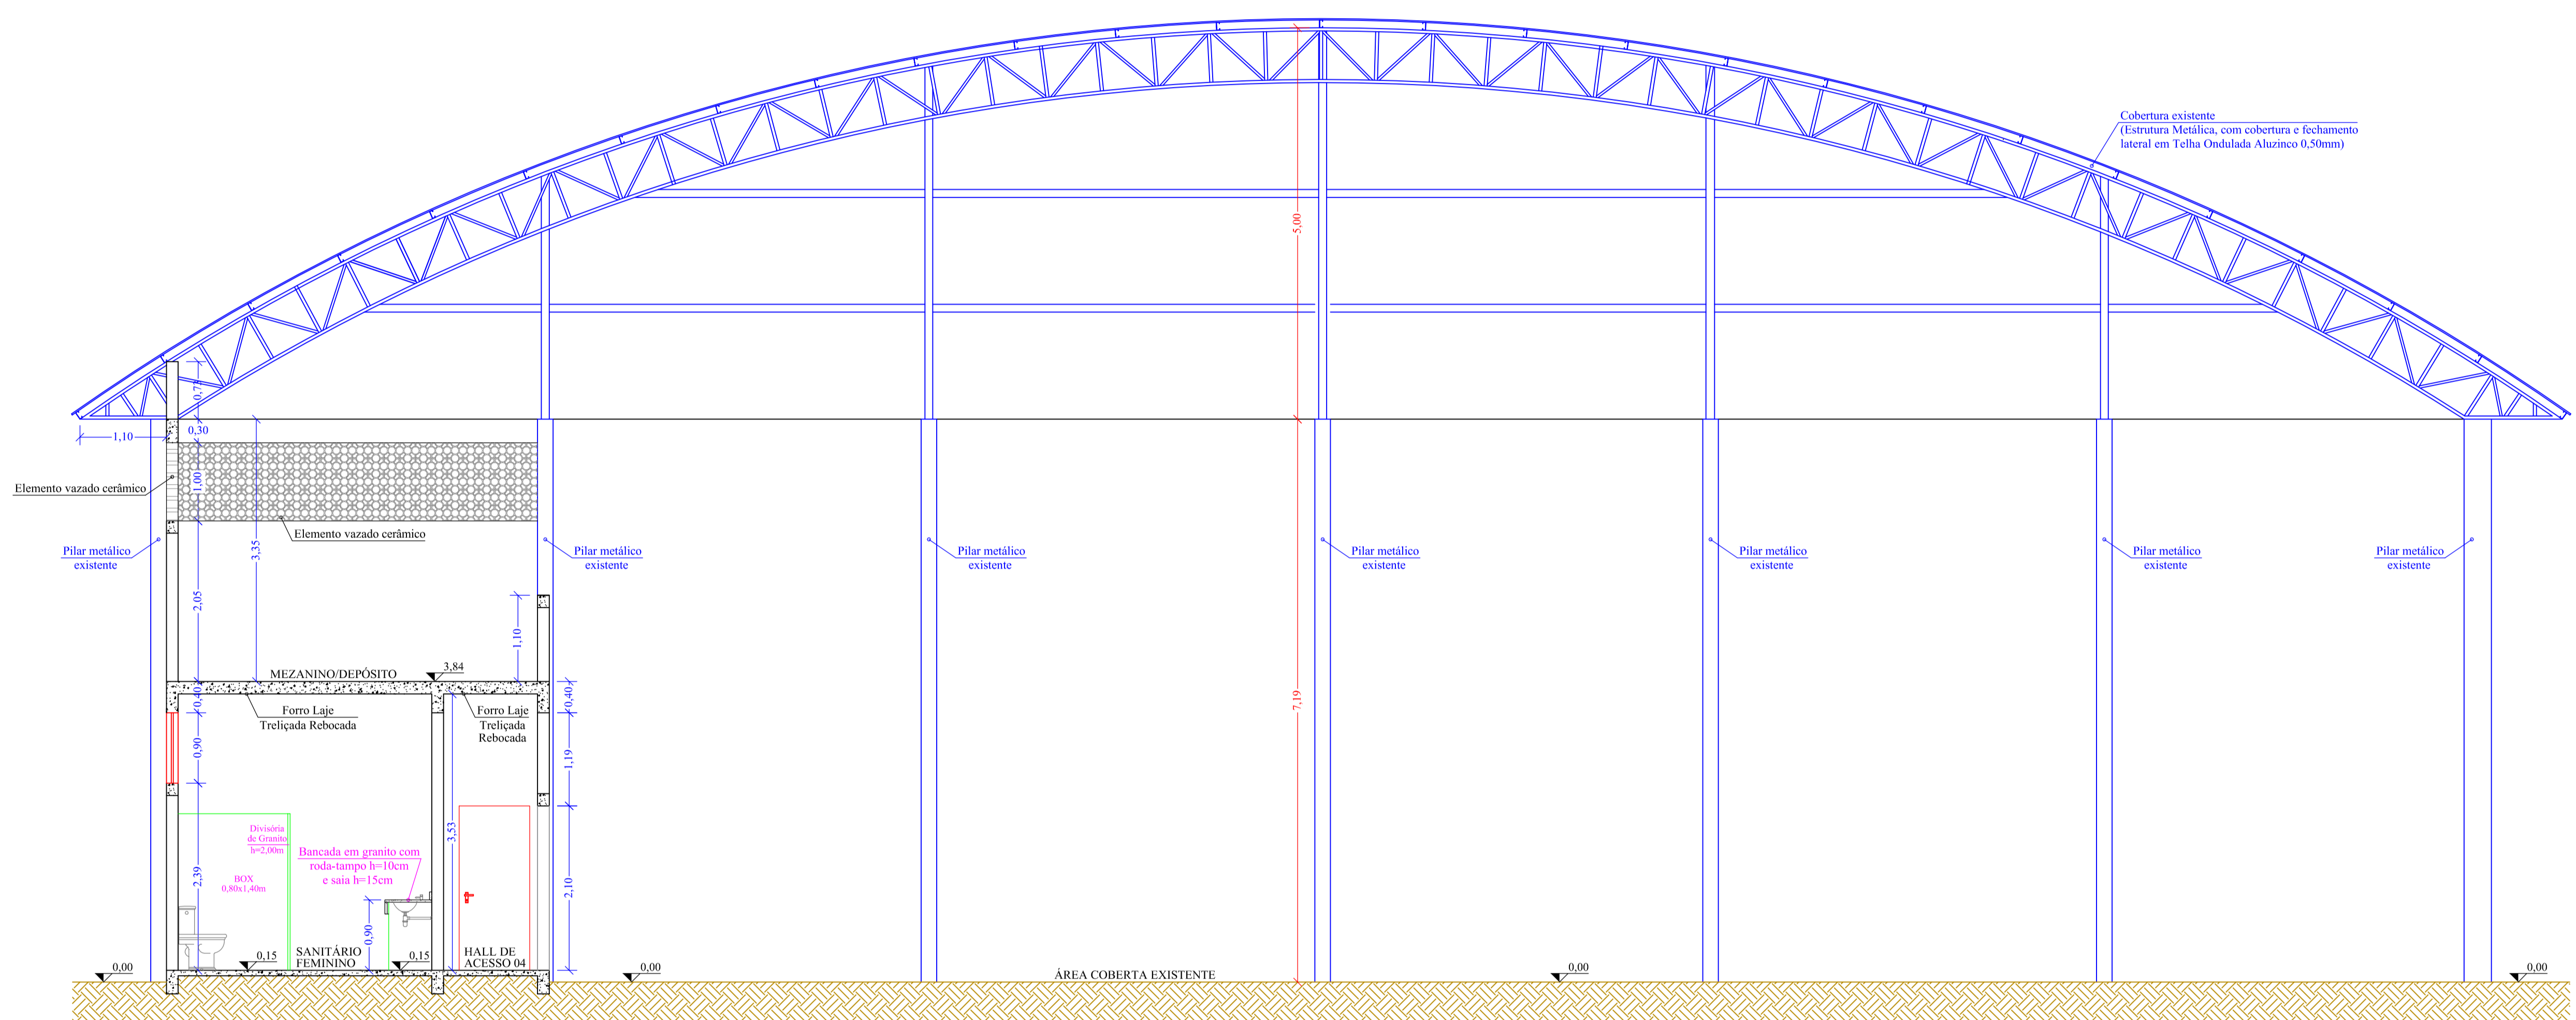 Cobertura existente
(Estrutura Metálica, com cobertura e fechamento
lateral em Telha Ondulada Aluzinco 0,50mm)
5,00
1,10
0,30
1,00
3,35
Elemento vazado cerâmico
Elemento vazado cerâmico
Pilar metálico
existente
Pilar metálico
existente
Pilar metálico
existente
Pilar metálico
existente
Pilar metálico
existente
Pilar metálico
existente
Pilar metálico
existente
2,05
1,10
MEZANINO/DEPÓSITO
3,84
0,40
0,40
7,19
Forro Laje
Treliçada Rebocada
Forro Laje
Treliçada
Rebocada
0,90
1,19
Divisória
de Granito
h=2,00m
Bancada em granito com
roda-tampo h=10cm
e saia h=15cm
3,53
BOX
0,80x1,40m
2,39
2,10
0,90
0,15
SANITÁRIO
FEMININO
0,15
HALL DE
ACESSO 04
0,00
0,00
ÁREA COBERTA EXISTENTE
0,00
0,00